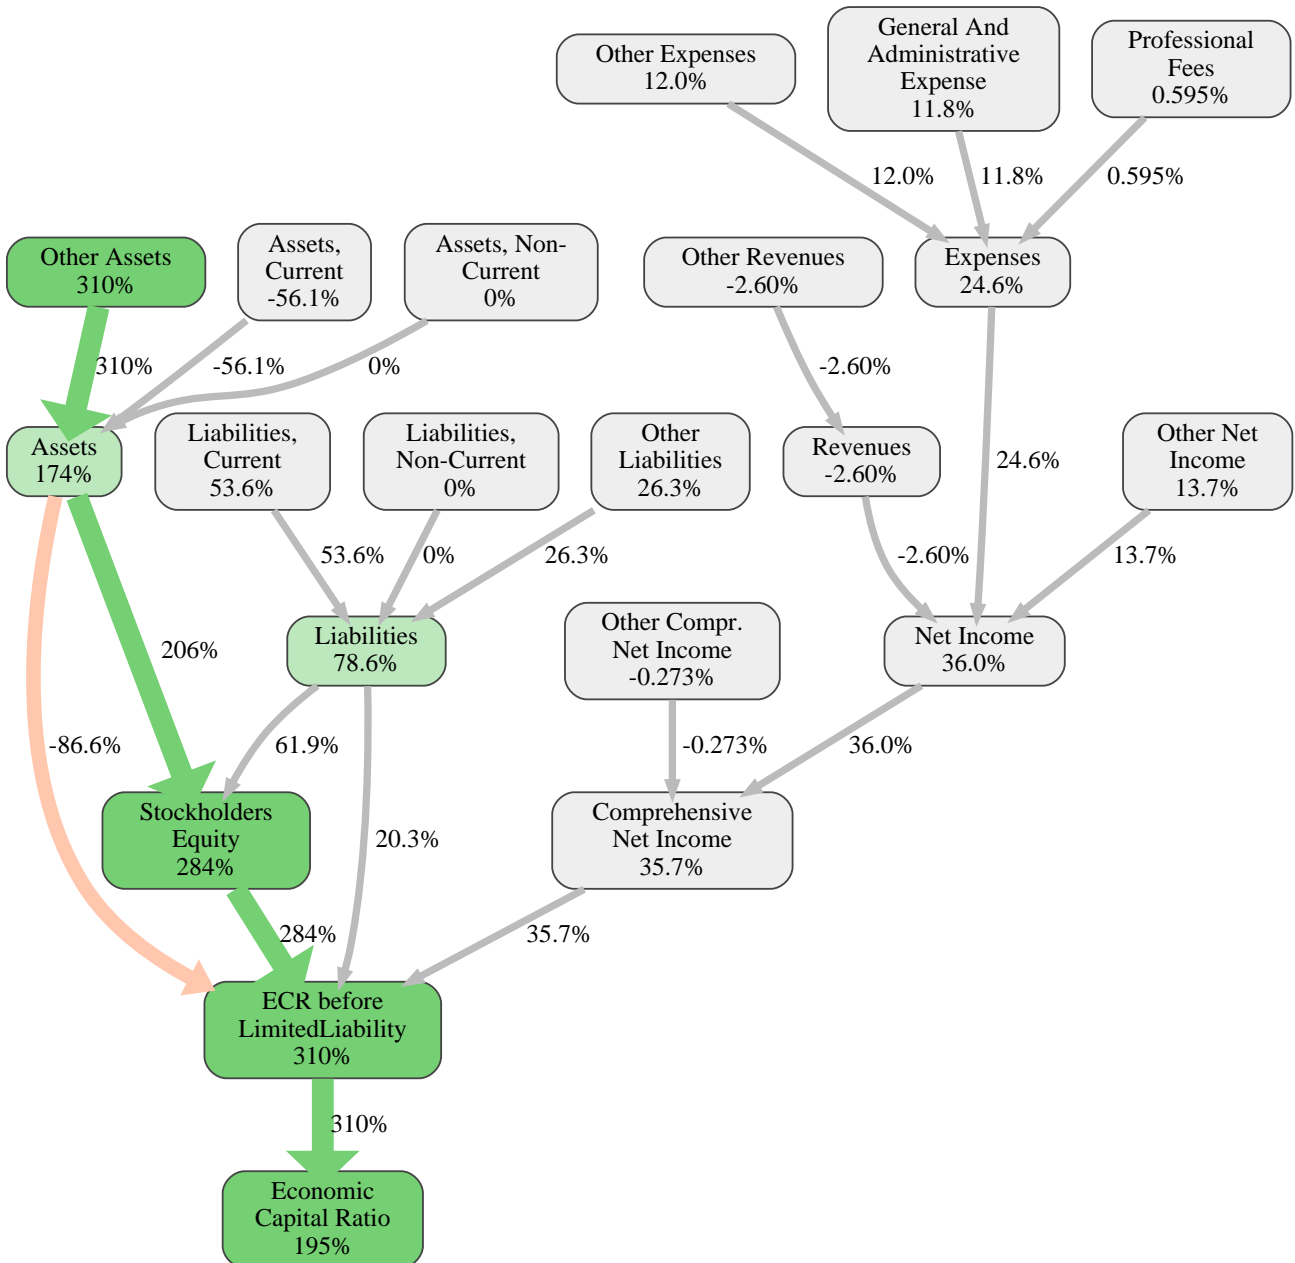 Other Expenses
12.0%
General And
Administrative
Expense
11.8%
Professional
Fees
0.595%
12.0%
11.8%
0.595%
Other Assets
310%
Assets,
Current
-56.1%
Assets, Non-
Current
0%
Other Revenues
-2.60%
Expenses
24.6%
310%
-56.1%
0%
-2.60%
Assets
174%
Liabilities,
Current
53.6%
Liabilities,
Non-Current
0%
Other
Liabilities
26.3%
Revenues
-2.60%
24.6%
Other Net
Income
13.7%
53.6%
0%
26.3%
-2.60%
13.7%
206%
Liabilities
78.6%
Other Compr.
Net Income
-0.273%
Net Income
36.0%
-86.6%
61.9%
-0.273%
36.0%
Stockholders
Equity
284%
20.3%
Comprehensive
Net Income
35.7%
284%
35.7%
ECR before
LimitedLiability
310%
310%
Economic
Capital Ratio
195%